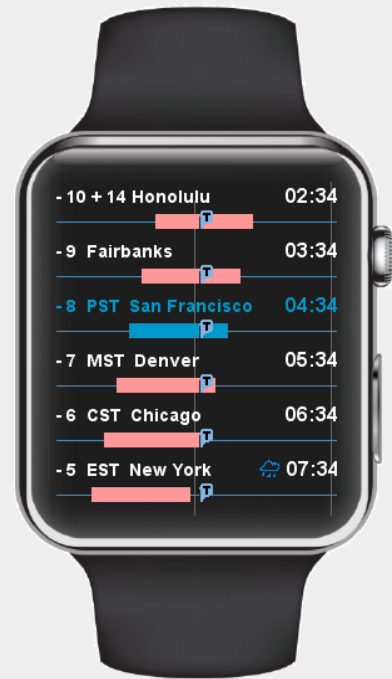 - 10 + 14 Honolulu 02:34
T
- 9 Fairbanks 03:34
T
- 8 PST San Francisco 04:34
T
- 7 MST Denver 05:34
T
- 6 CST Chicago 06:34
T
- 5 EST New York 07:34
T